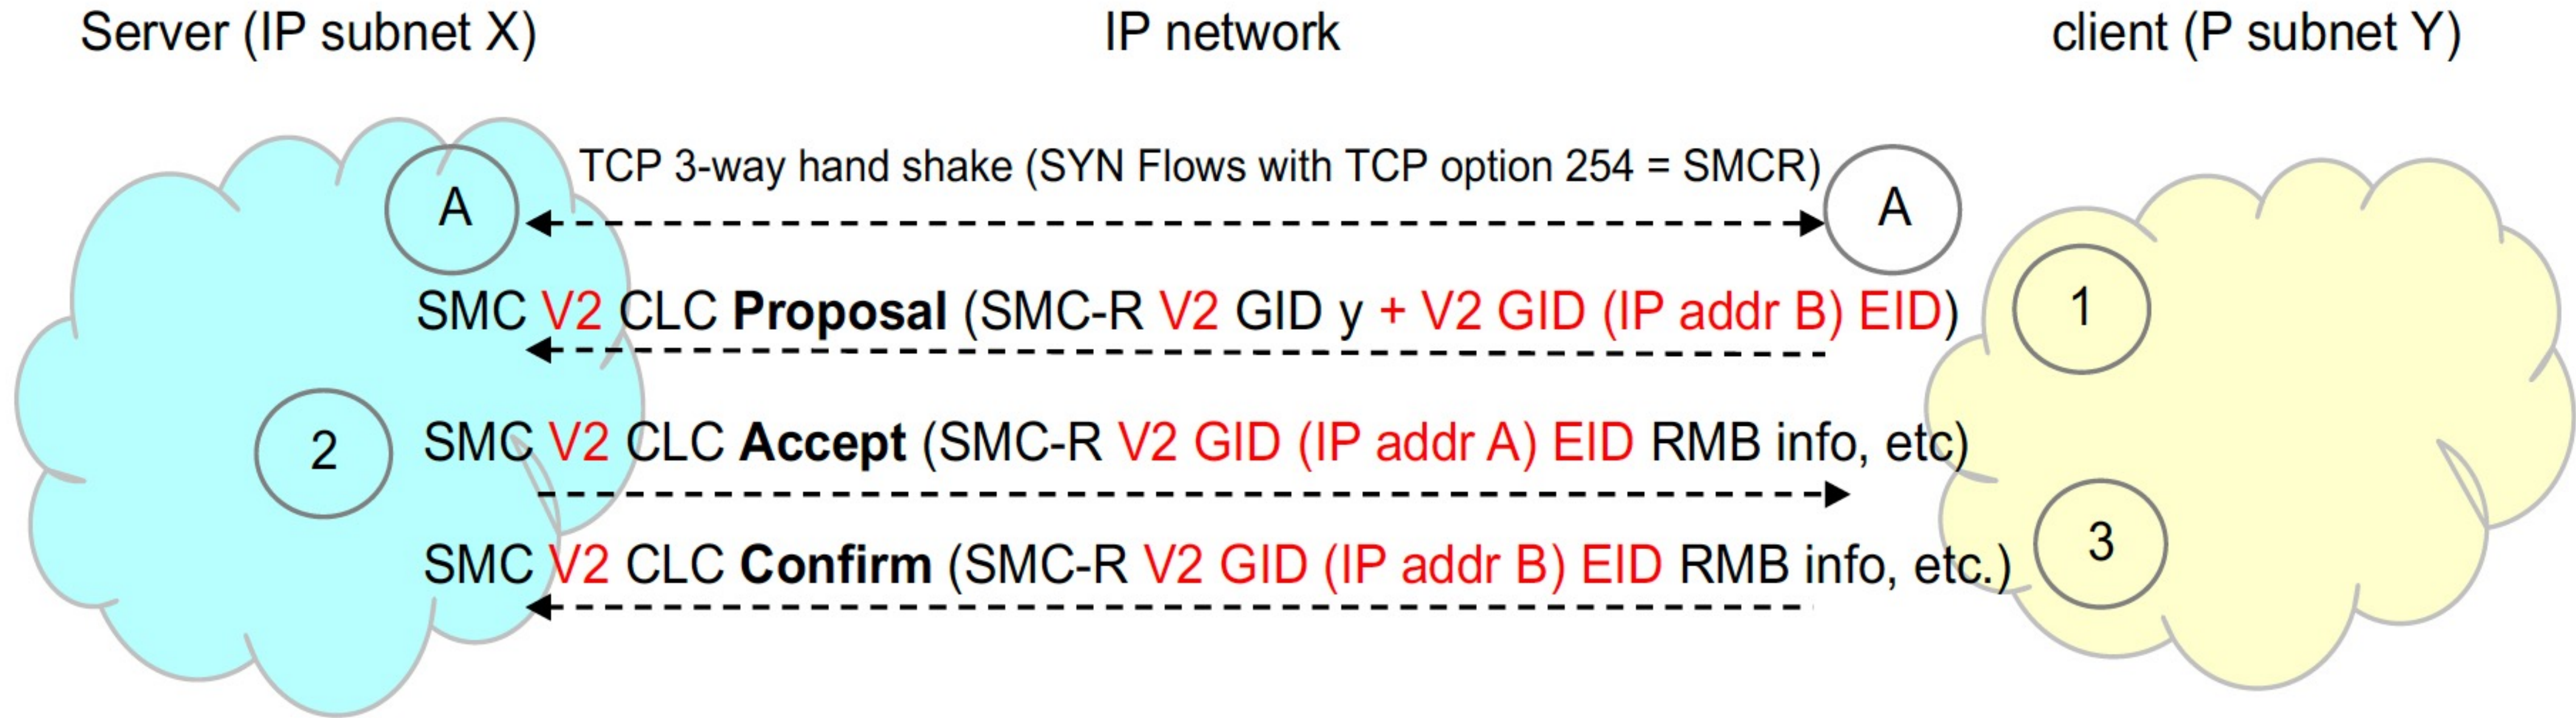 Server (IP subnet X)
IP network
client (P subnet Y)
A
TCP 3-way hand shake (SYN Flows with TCP option 254 = SMCR)
A
SMC V2 CLC Proposal (SMC-R V2 GID y + V2 GID (IP addr B) EID)
1
2
SMC V2 CLC Accept (SMC-R V2 GID (IP addr A) EID RMB info, etc)
SMC V2 CLC Confirm (SMC-R V2 GID (IP addr B) EID RMB info, etc.)
3